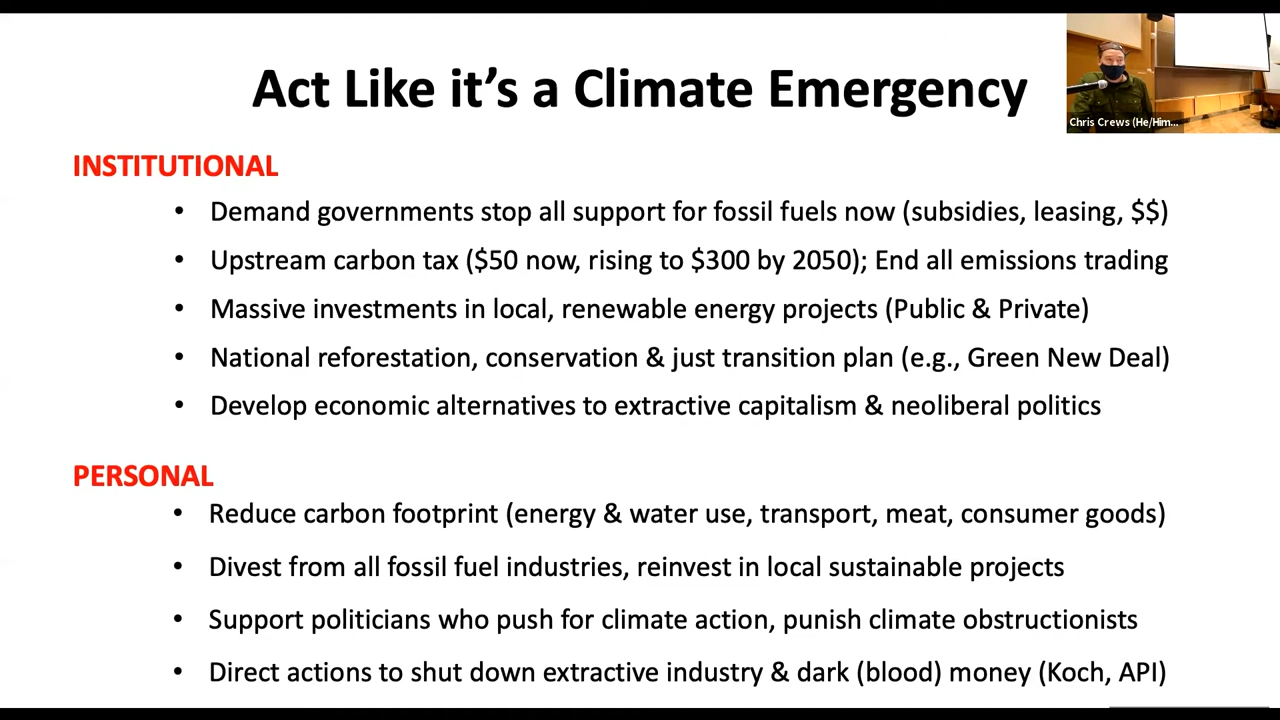 Act Like it's a Climate Emergency
Chris Crews (He/Him...
INSTITUTIONAL
• Demand governments stop all support for fossil fuels now (subsidies, leasing, $$)
• Upstream carbon tax ($50 now, rising to $300 by 2050); End all emissions trading
• Massive investments in local, renewable energy projects (Public & Private)
• National reforestation, conservation & just transition plan (e.g., Green New Deal)
• Develop economic alternatives to extractive capitalism & neoliberal politics
PERSONAL
• Reduce carbon footprint (energy & water use, transport, meat, consumer goods)
• Divest from all fossil fuel industries, reinvest in local sustainable projects
• Support politicians who push for climate action, punish climate obstructionists
• Direct actions to shut down extractive industry & dark (blood) money (Koch, API)